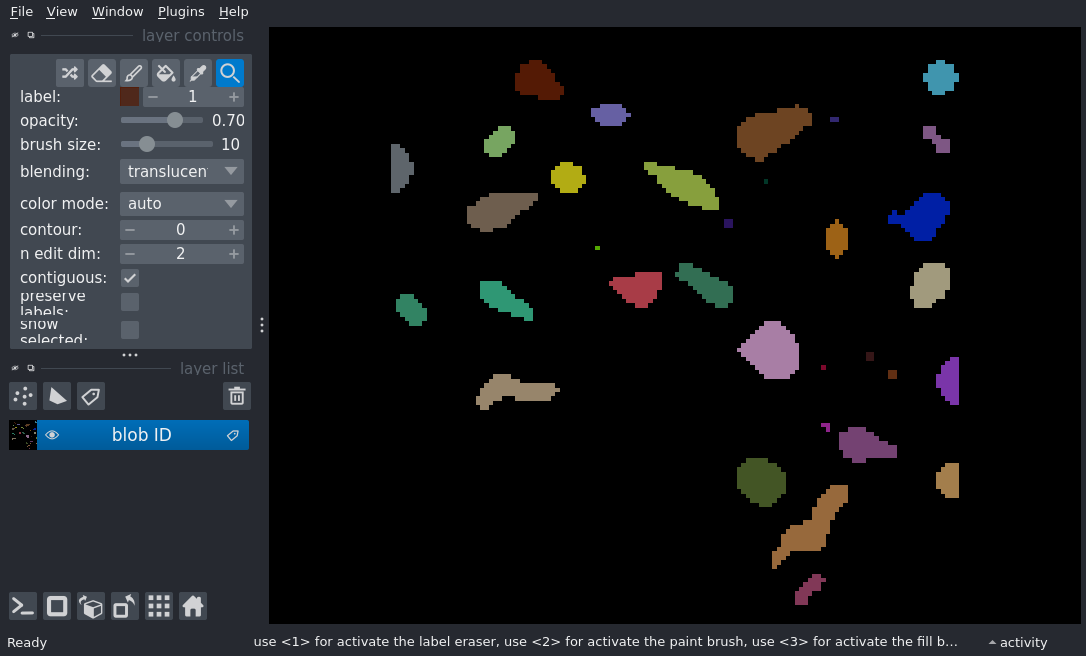 File View Window Plugins Help
layer controls
label: 1
opacity: 0.70
brush size: 10
blending: translucen
color mode: auto
contour: 0
n edit dim: 2
contiguous:
preserve
labels:
show
selected:
layer list
blob ID
Ready
use <1> for activate the label eraser, use <2> for activate the paint brush, use <3> for activate the fill b...
activity